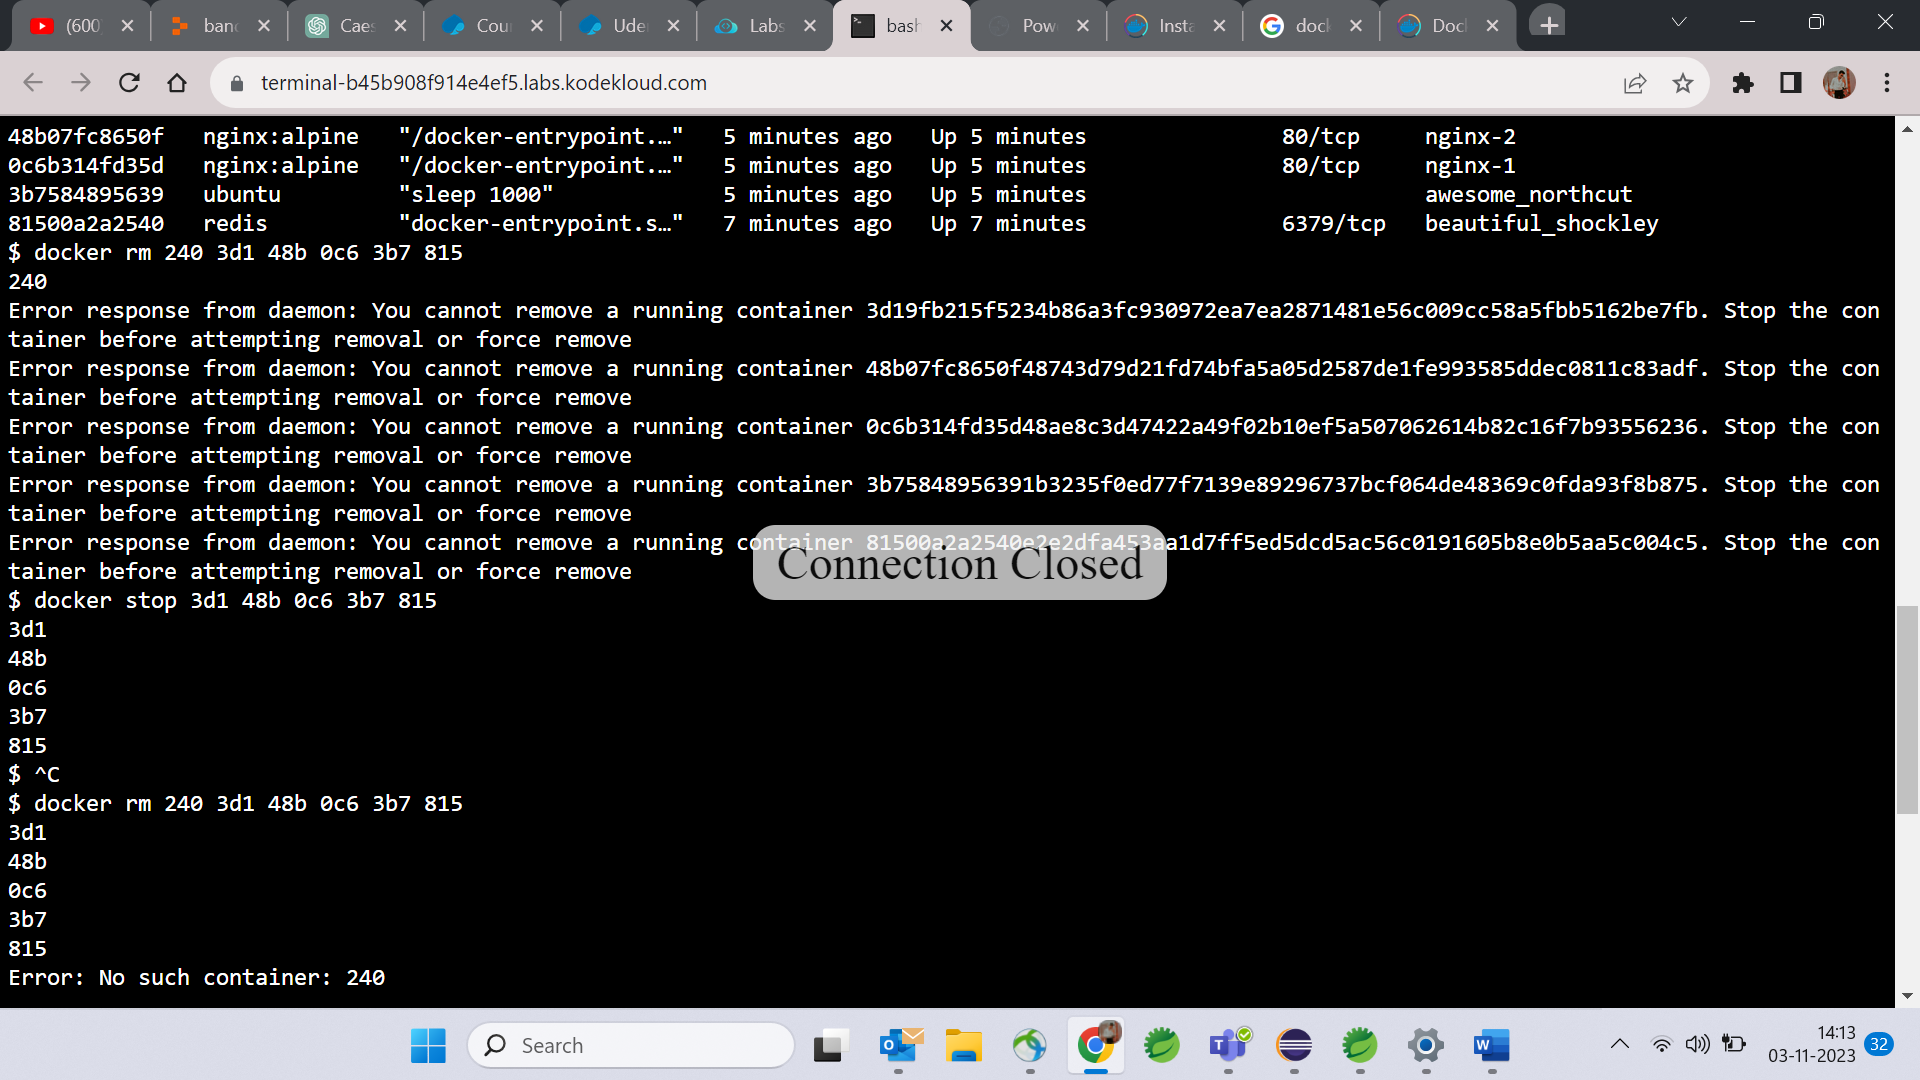 (600
banc
Caes
Cour
Ude
Labs
bash
Pow
Insta
dock
Doc
terminal-b45b908f914e4ef5.labs.kodekloud.com
48b07fc8650f nginx:alpine "/docker-entrypoint.…" 5 minutes ago Up 5 minutes 80/tcp nginx-2
0c6b314fd35d nginx:alpine "/docker-entrypoint.…" 5 minutes ago Up 5 minutes 80/tcp nginx-1
3b7584895639 ubuntu "sleep 1000" 5 minutes ago Up 5 minutes awesome_northcut
81500a2a2540 redis "docker-entrypoint.s…" 7 minutes ago Up 7 minutes 6379/tcp beautiful_shockley
$ docker rm 240 3d1 48b 0c6 3b7 815
240
Error response from daemon: You cannot remove a running container 3d19fb215f5234b86a3fc930972ea7ea2871481e56c009cc58a5fbb5162be7fb. Stop the con
tainer before attempting removal or force remove
Error response from daemon: You cannot remove a running container 48b07fc8650f48743d79d21fd74bfa5a05d2587de1fe993585ddec0811c83adf. Stop the con
tainer before attempting removal or force remove
Error response from daemon: You cannot remove a running container 0c6b314fd35d48ae8c3d47422a49f02b10ef5a507062614b82c16f7b93556236. Stop the con
tainer before attempting removal or force remove
Error response from daemon: You cannot remove a running container 3b75848956391b3235f0ed77f7139e89296737bcf064de48369c0fda93f8b875. Stop the con
tainer before attempting removal or force remove
Error response from daemon: You cannot remove a running container 81500a2a2540e2e2dfa453aa1d7ff5ed5dcd5ac56c0191605b8e0b5aa5c004c5. Stop the con
tainer before attempting removal or force remove
Connection Closed
$ docker stop 3d1 48b 0c6 3b7 815
3d1
48b
0c6
3b7
815
$ ^C
$ docker rm 240 3d1 48b 0c6 3b7 815
3d1
48b
0c6
3b7
815
Error: No such container: 240
Search
14:13
03-11-2023
32